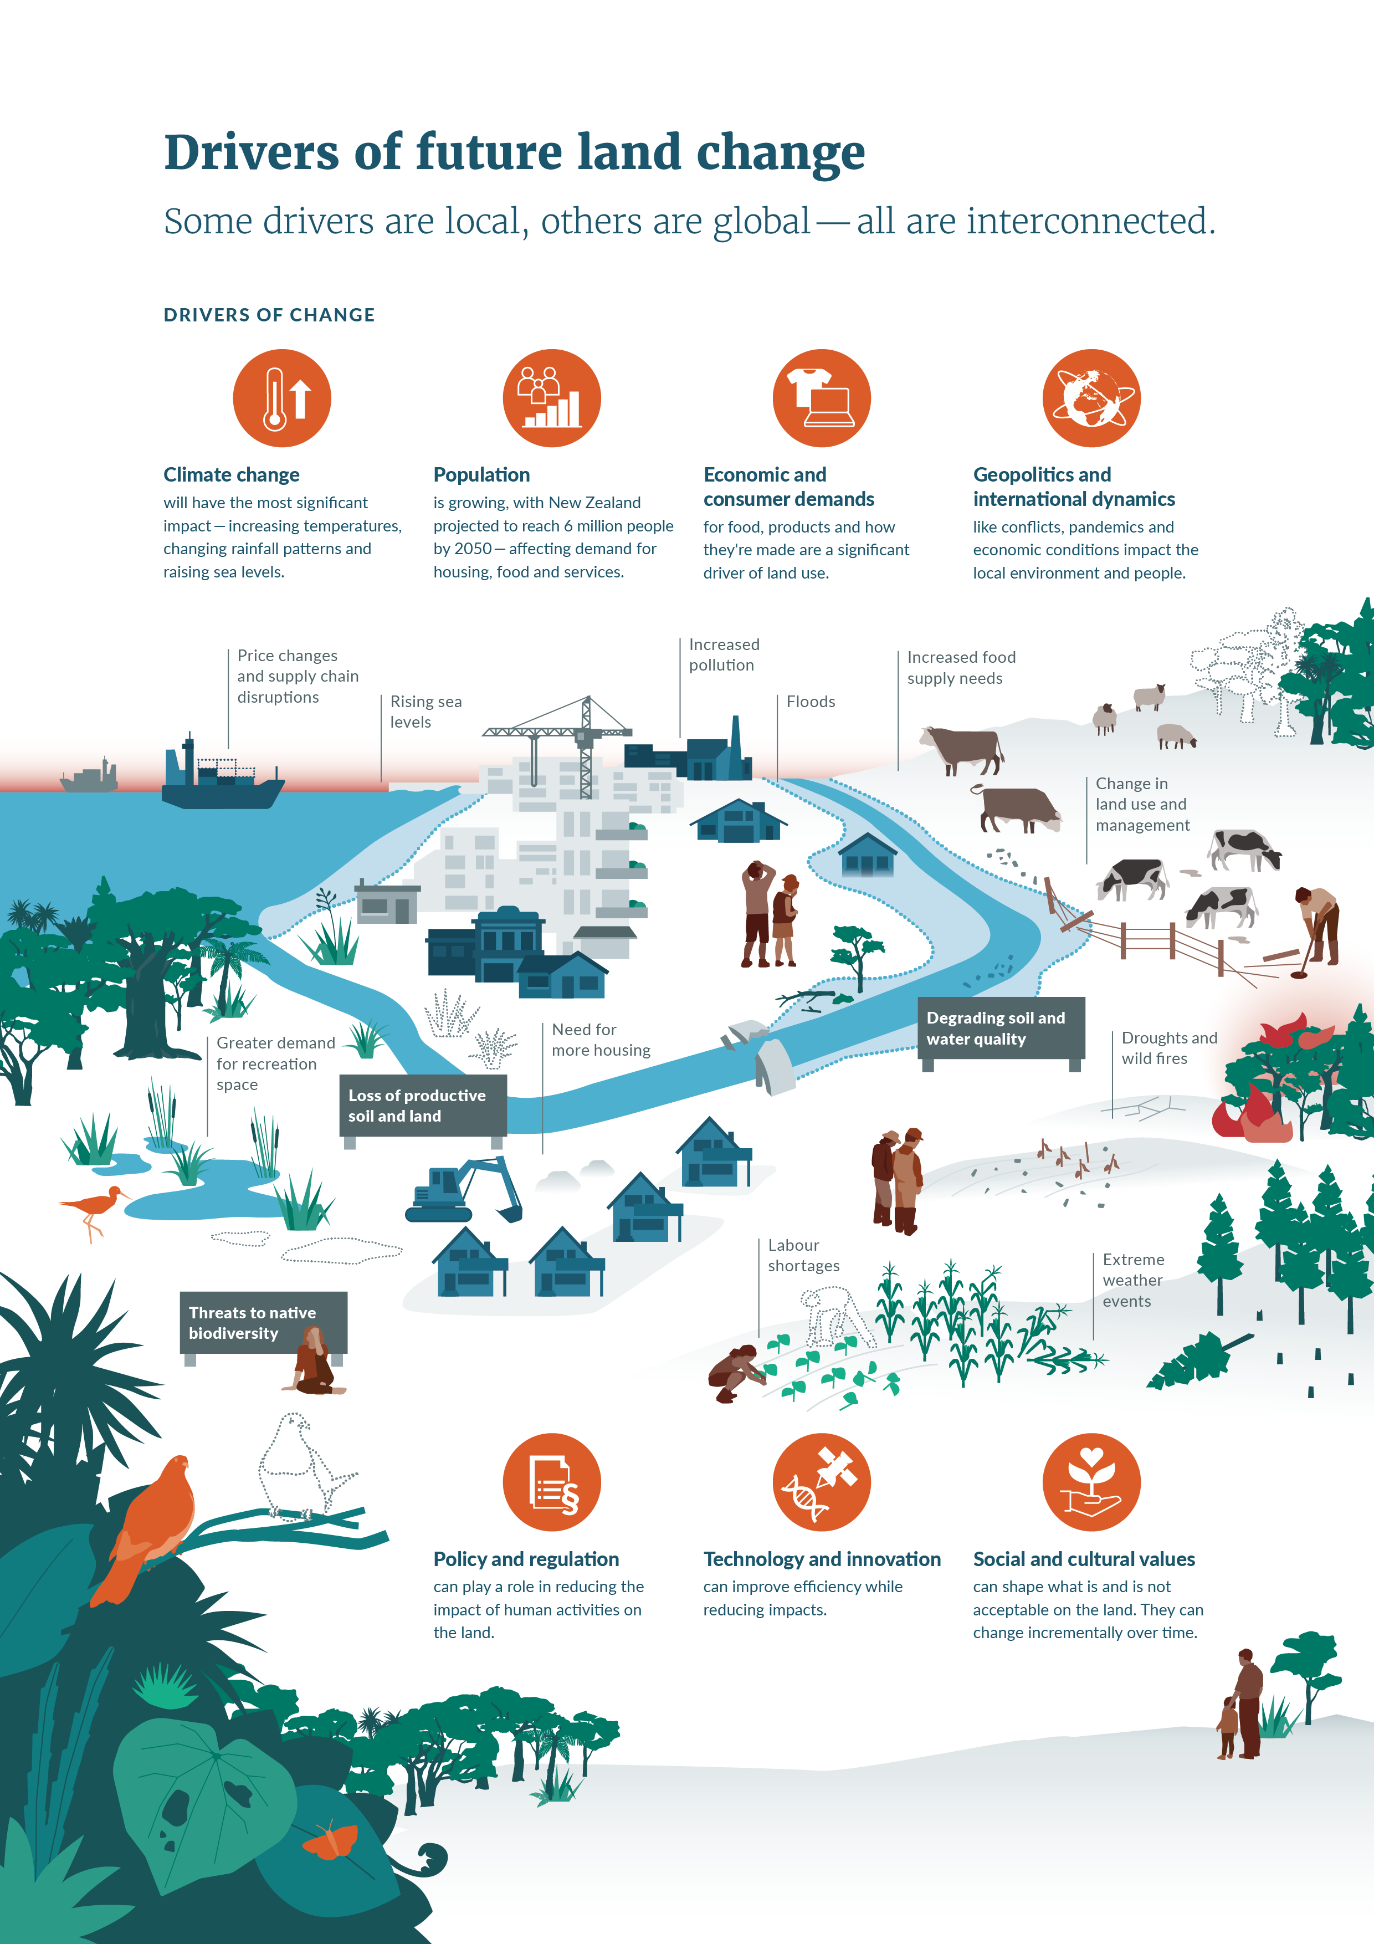 Drivers of future land change
Some drivers are local, others are global — all are interconnected.
DRIVERS OF CHANGE
Climate change
will have the most significant
impact — increasing temperatures,
changing rainfall patterns and
raising sea levels.
Population
is growing, with New Zealand
projected to reach 6 million people
by 2050 — affecting demand for
housing, food and services.
Economic and
consumer demands
for food, products and how
they're made are a significant
driver of land use.
Geopolitics and
international dynamics
like conflicts, pandemics and
economic conditions impact the
local environment and people.
Price changes
and supply chain
disruptions
Rising sea
levels
Increased
pollution
Floods
Increased food
supply needs
Change in
land use and
management
Greater demand
for recreation
space
Need for
more housing
Degrading soil and
water quality
Droughts and
wild fires
Loss of productive
soil and land
Labour
shortages
Extreme
weather
events
Threats to native
biodiversity
§
Policy and regulation
can play a role in reducing the
impact of human activities on
the land.
Technology and innovation
can improve efficiency while
reducing impacts.
Social and cultural values
can shape what is and is not
acceptable on the land. They can
change incrementally over time.